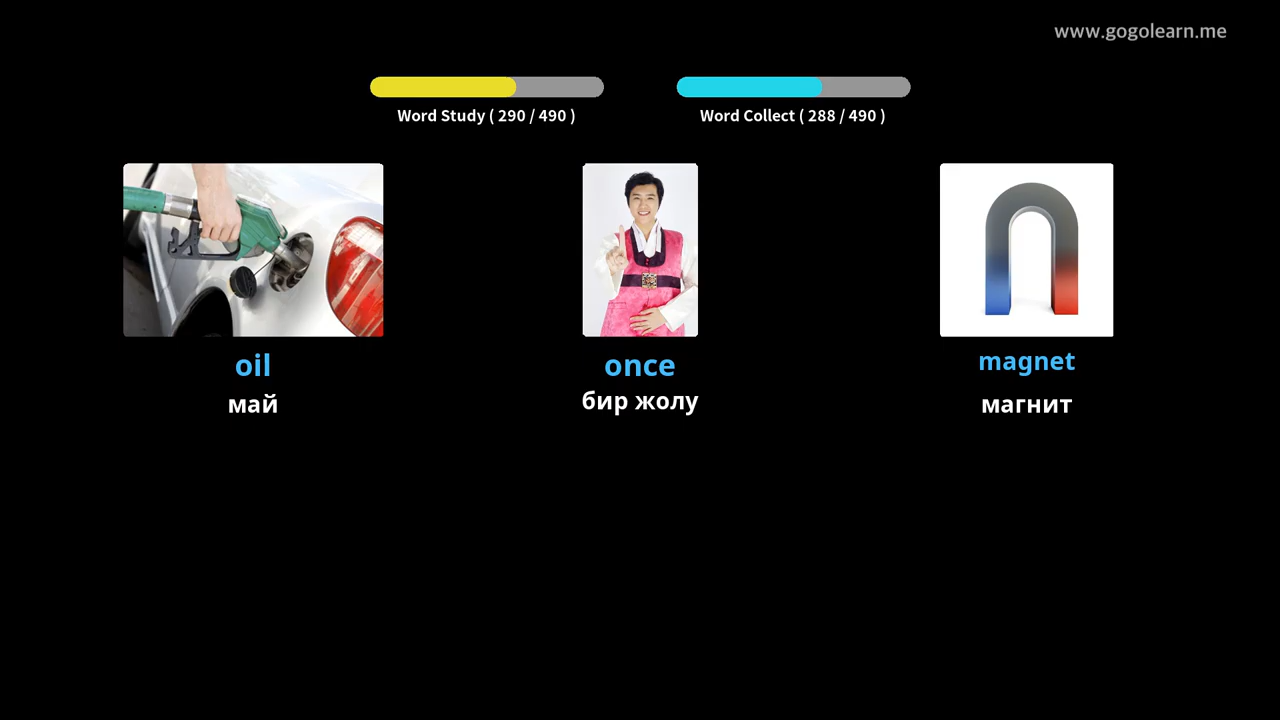 www.gogolearn.me
Word Study ( 290 / 490 )
Word Collect ( 288 / 490 )
oil
май
once
бир жолу
magnet
магнит